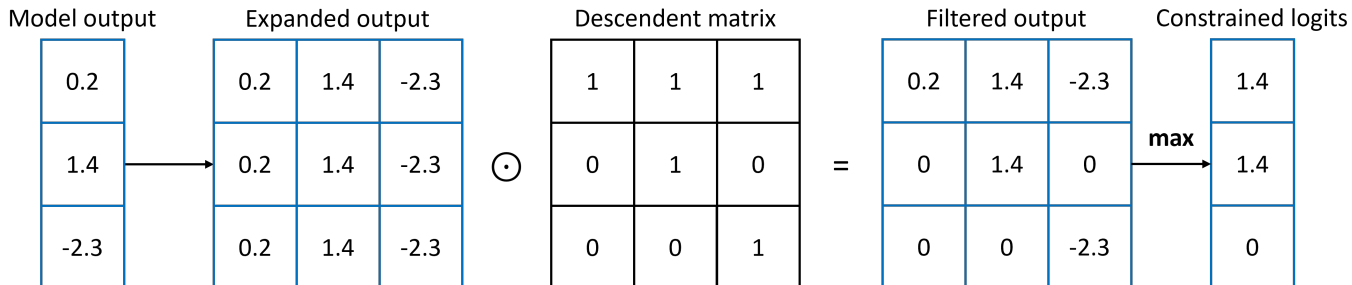 Model output Expanded output Descendent matrix Filtered output Constrained logits
0.2 0.2 1.4 -2.3 1 1 1 0.2 1.4 -2.3 1.4
max
1.4 0.2 1.4 -2.3 ⊙ 0 1 0 = 0 1.4 0 1.4
-2.3 0.2 1.4 -2.3 0 0 1 0 0 -2.3 0